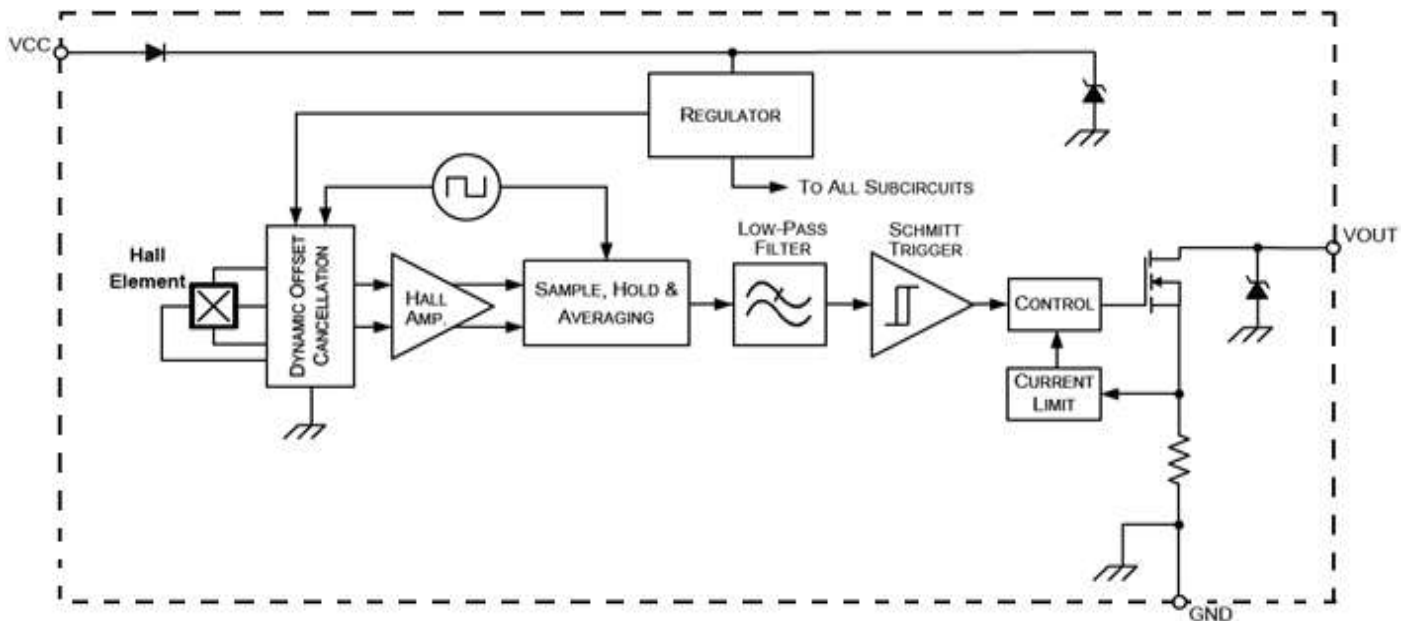 VCC
REGULATOR
TO ALL SUBCIRCUITS
LOW-PASS
FILTER
SCHMITT
TRIGGER
VOUT
Hall
Element
DYNAMIC OFFSET
CANCELLATION
HALL
AMP.
SAMPLE, HOLD &
AVERAGING
CONTROL
CURRENT
LIMIT
GND